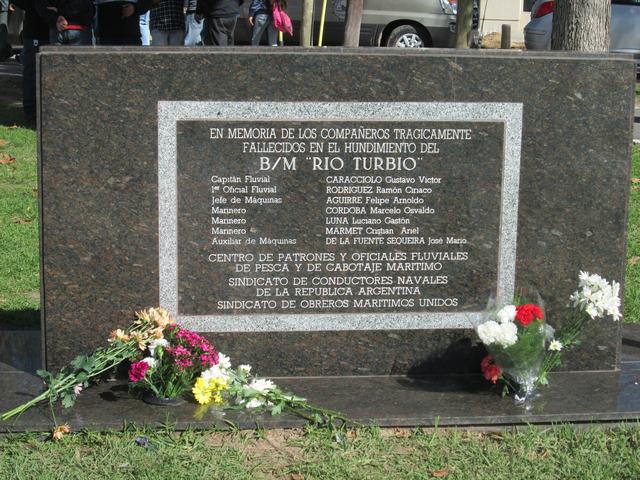 EN MEMORIA DE LOS COMPAÑEROS TRAGICAMENTE
FALLECIDOS EN EL HUNDIMIENTO DEL
B/M "RIO TURBIO"
Capitán Fluvial CARACCIOLO Gustavo Victor
1er Oficial Fluvial RODRIGUEZ Ramón Ciriaco
Jefe de Máquinas AGUIRRE Felipe Arnoldo
Marinero CORDOBA Marcelo Osvaldo
Marinero LUNA Luciano Gastón
Marinero MARMET Cristian Ariel
Auxiliar de Máquinas DE LA FUENTE SEQUEIRA José Mario
CENTRO DE PATRONES Y OFICIALES FLUVIALES
DE PESCA Y DE CABOTAJE MARITIMO
SINDICATO DE CONDUCTORES NAVALES
DE LA REPUBLICA ARGENTINA
SINDICATO DE OBREROS MARITIMOS UNIDOS